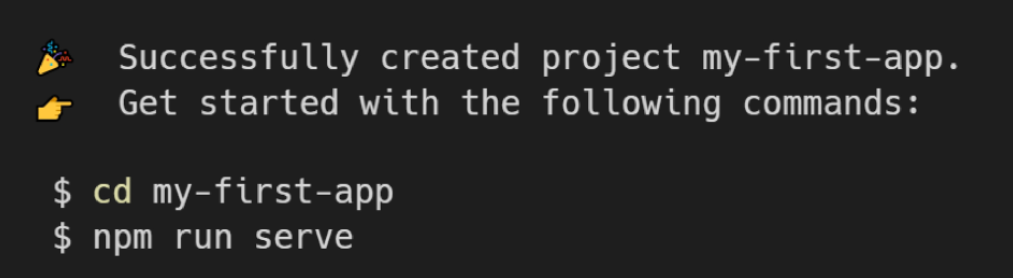 🎉 Successfully created project my-first-app.
👉 Get started with the following commands:
$ cd my-first-app
$ npm run serve